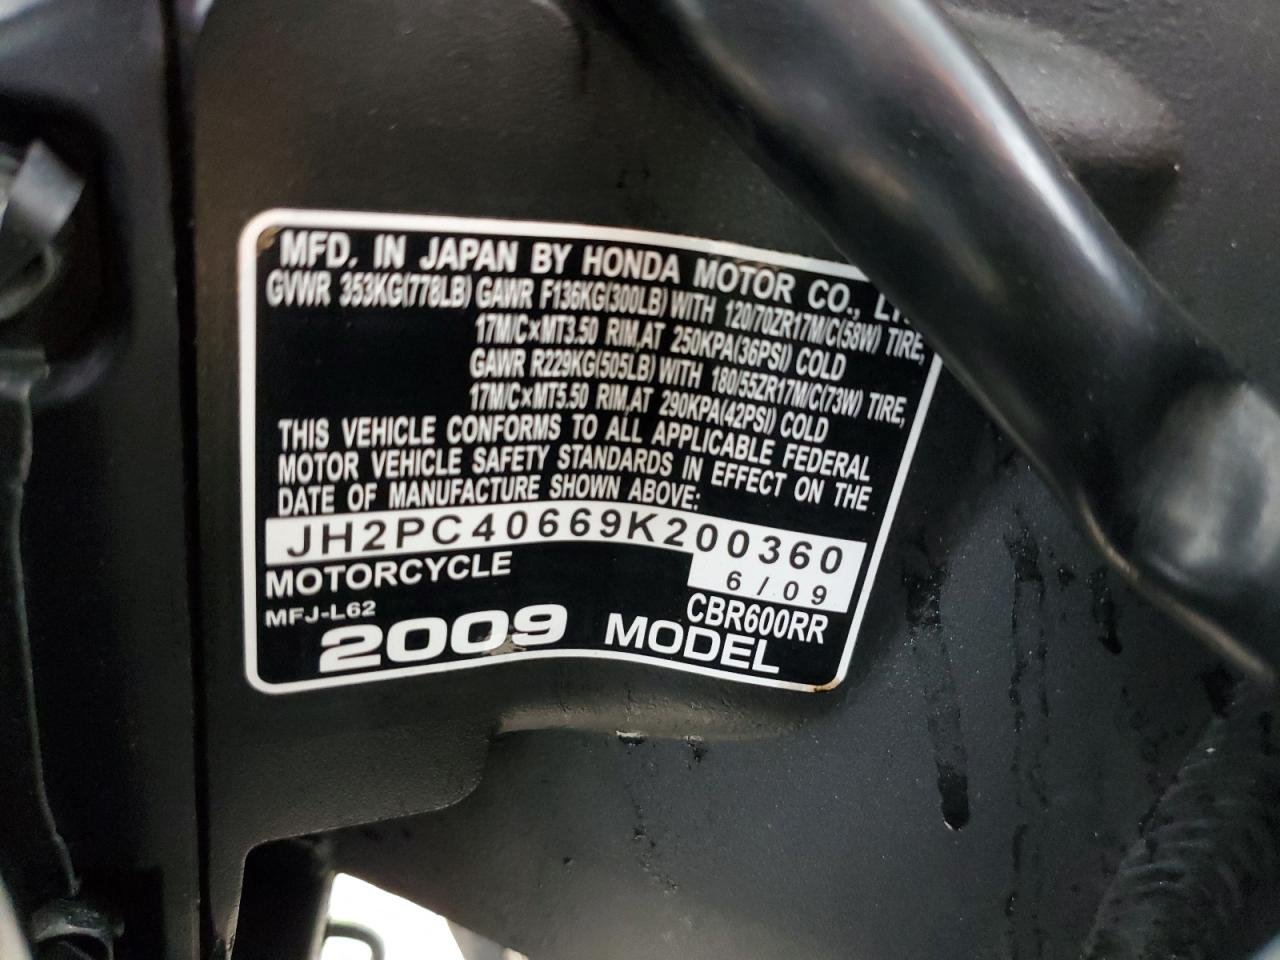 MFD. IN JAPAN BY HONDA MOTOR CO.,
GVWR 353KG(778LB) GAWR F136KG(300LB) WITH 120/70ZR17M/C(58W) TIRE,
17M/C×MT3.50 RIM,AT 250KPA(36PSI) COLD
GAWR R229KG(505LB) WITH 180/55ZR17M/C(73W) TIRE,
17M/C×MT5.50 RIM,AT 290KPA(42PSI) COLD
THIS VEHICLE CONFORMS TO ALL APPLICABLE FEDERAL
MOTOR VEHICLE SAFETY STANDARDS IN EFFECT ON THE
DATE OF MANUFACTURE SHOWN ABOVE:
JH2PC40669K200360
MOTORCYCLE 6/09
MFJ-L62 CBR600RR
2009 MODEL